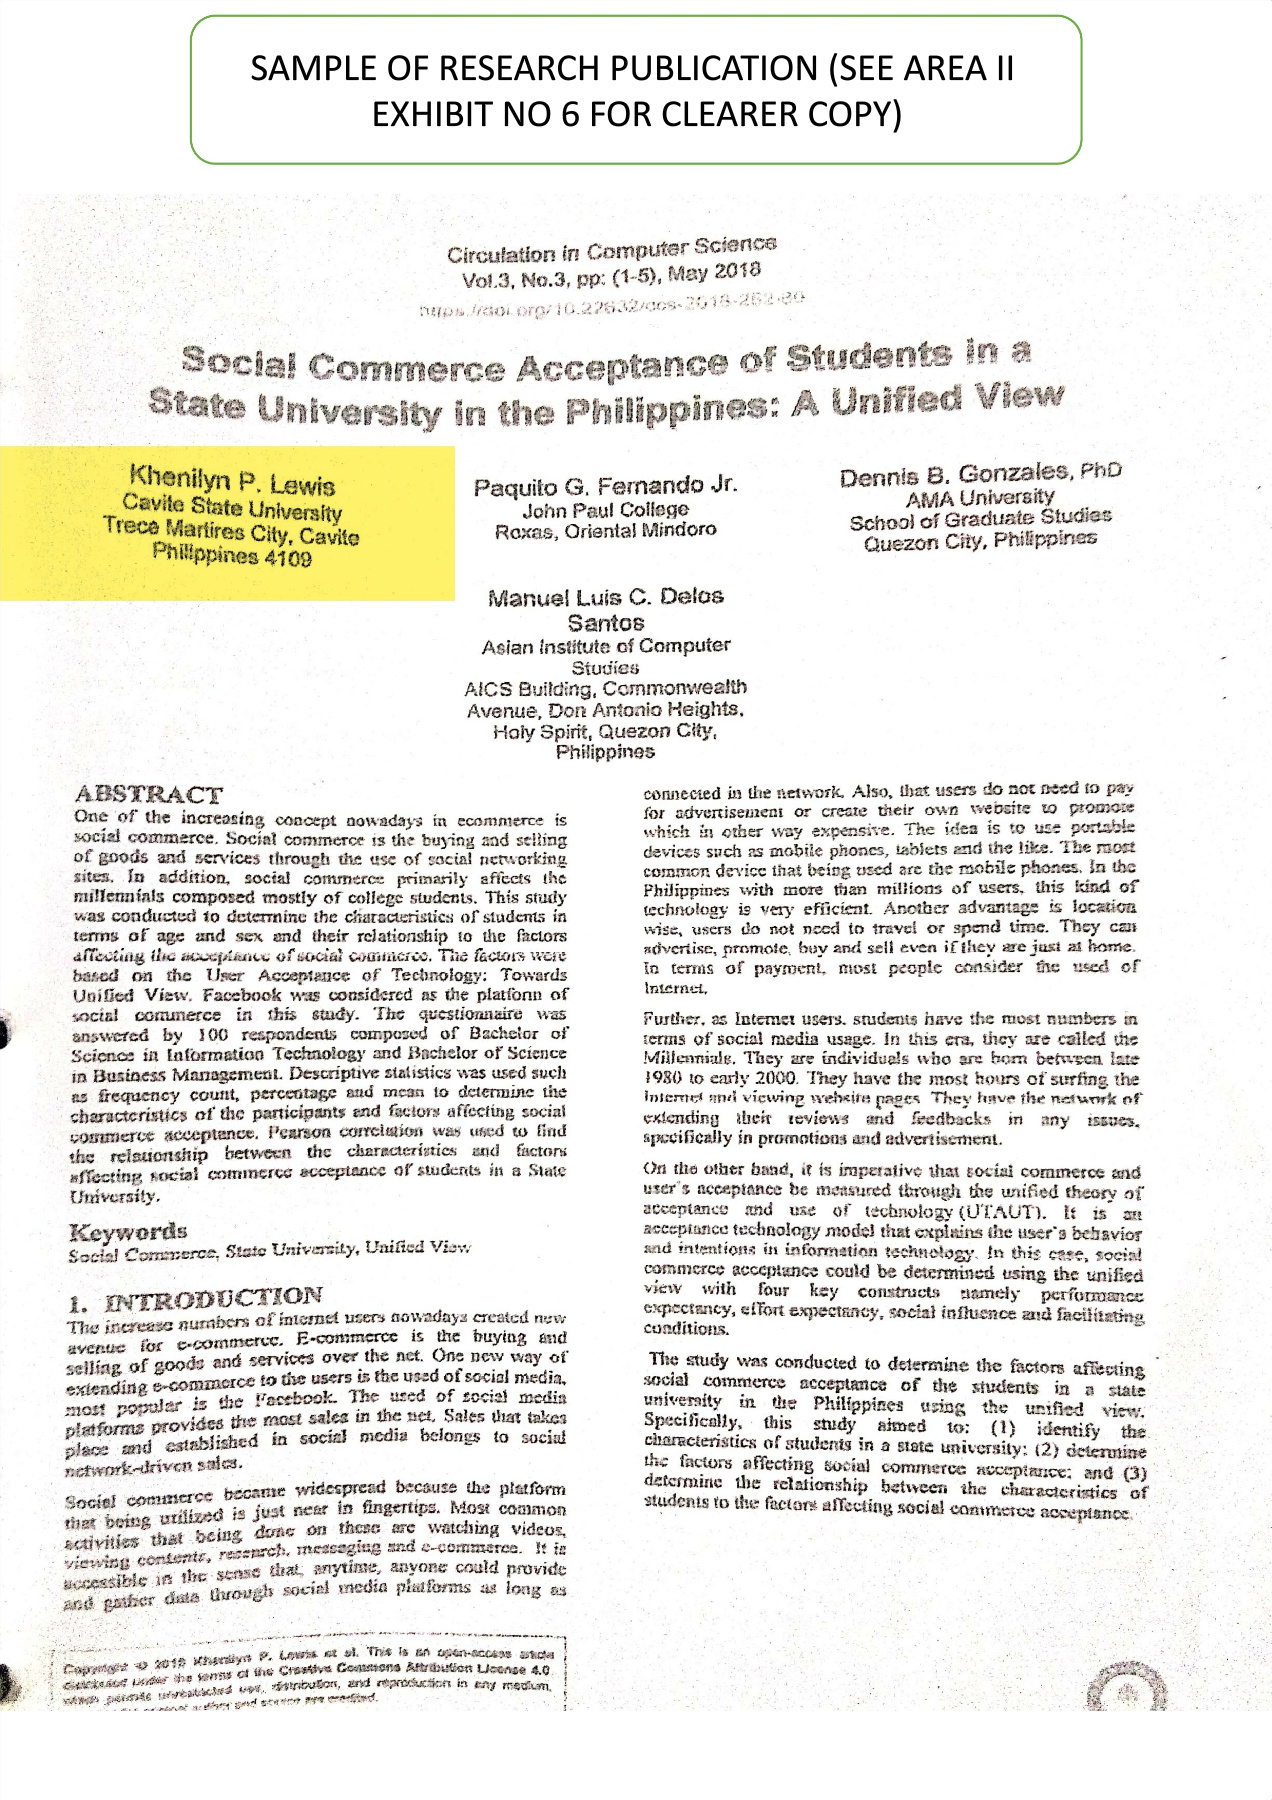 SAMPLE OF RESEARCH PUBLICATION (SEE AREA II
EXHIBIT NO 6 FOR CLEARER COPY)
Circulation in Computer Science
Vol.3, No.3, pp: (1-5), May 2018
https://doi.org/10.22632/ccs-2018-252-80
Social Commerce Acceptance of Students in a
State University in the Philippines: A Unified View
Khenilyn P. Lewis
Cavite State University
Trece Martires City, Cavite
Philippines 4109
Paquito G. Fernando Jr.
John Paul College
Roxas, Oriental Mindoro
Dennis B. Gonzales, PhD
AMA University
School of Graduate Studies
Quezon City, Philippines
Manuel Luis C. Delos
Santos
Asian Institute of Computer
Studies
AICS Building, Commonwealth
Avenue, Don Antonio Heights,
Holy Spirit, Quezon City,
Philippines
ABSTRACT
One of the increasing concept nowadays in ecommerce is
social commerce. Social commerce is the buying and selling
of goods and services through the use of social networking
sites. In addition, social commerce primarily affects the
millennials composed mostly of college students. This study
was conducted to determine the characteristics of students in
terms of age and sex and their relationship to the factors
affecting the acceptance of social commerce. The factors were
based on the User Acceptance of Technology: Towards
Unified View. Facebook was considered as the platform of
social commerce in this study. The questionnaire was
answered by 100 respondents composed of Bachelor of
Science in Information Technology and Bachelor of Science
in Business Management. Descriptive statistics was used such
as frequency count, percentage and mean to determine the
characteristics of the participants and factors affecting social
commerce acceptance. Pearson correlation was used to find
the relationship between the characteristics and factors
affecting social commerce acceptance of students in a State
University.
Keywords
Social Commerce, State University, Unified View
1. INTRODUCTION
The increase numbers of internet users nowadays created new
avenue for e-commerce. E-commerce is the buying and
selling of goods and services over the net. One new way of
extending e-commerce to the users is the used of social media,
most popular is the Facebook. The used of social media
platforms provides the most sales in the net. Sales that takes
place and established in social media belongs to social
network-driven sales.
Social commerce became widespread because the platform
that being utilized is just near in fingertips. Most common
activities that being done on these are watching videos,
viewing contents, research, messaging and e-commerce. It is
accessible in the sense that, anytime, anyone could provide
and gather data through social media platforms as long as
Copyright © 2018 Khenilyn P. Lewis et al. This is an open-access article
distributed under the terms of the Creative Commons Attribution License 4.0,
which permits unrestricted use, distribution, and reproduction in any medium,
original author and source are credited.
connected in the network. Also, that users do not need to pay
for advertisement or create their own website to promote
which in other way expensive. The idea is to use portable
devices such as mobile phones, tablets and the like. The most
common device that being used are the mobile phones. In the
Philippines with more than millions of users, this kind of
technology is very efficient. Another advantage is location
wise, users do not need to travel or spend time. They can
advertise, promote, buy and sell even if they are just at home.
In terms of payment, most people consider the used of
Internet.
Further, as Internet users, students have the most numbers in
terms of social media usage. In this era, they are called the
Millennials. They are individuals who are born between late
1980 to early 2000. They have the most hours of surfing the
Internet and viewing website pages. They have the network of
extending their reviews and feedbacks in any issues,
specifically in promotions and advertisement.
On the other hand, it is imperative that social commerce and
user's acceptance be measured through the unified theory of
acceptance and use of technology (UTAUT). It is an
acceptance technology model that explains the user's behavior
and intentions in information technology. In this case, social
commerce acceptance could be determined using the unified
view with four key constructs namely performance
expectancy, effort expectancy, social influence and facilitating
conditions.
The study was conducted to determine the factors affecting
social commerce acceptance of the students in a state
university in the Philippines using the unified view.
Specifically, this study aimed to: (1) identify the
characteristics of students in a state university; (2) determine
the factors affecting social commerce acceptance; and (3)
determine the relationship between the characteristics of
students to the factors affecting social commerce acceptance.